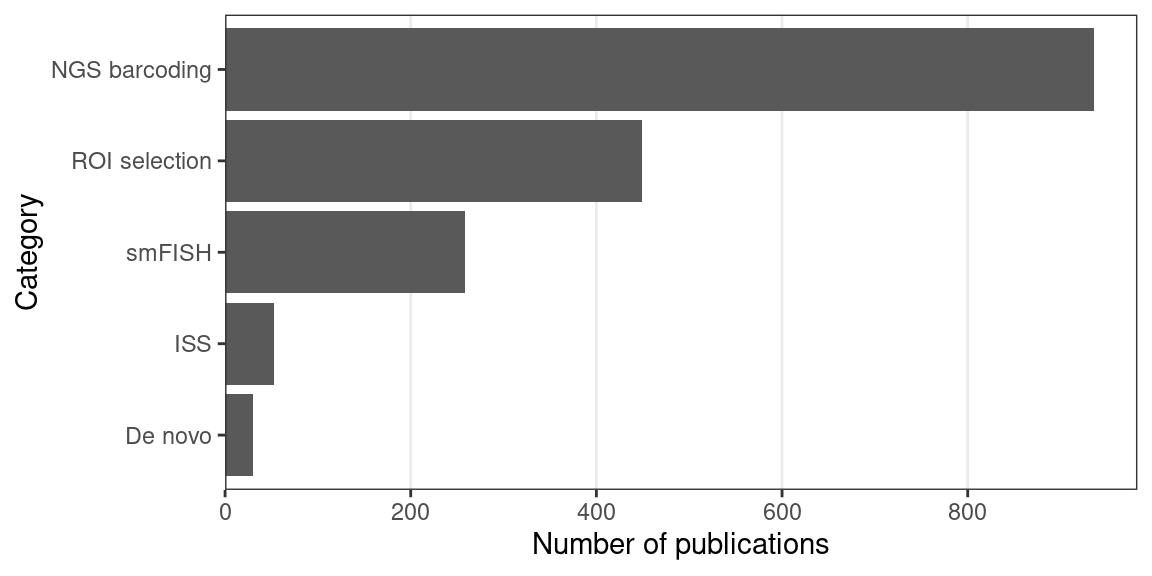 NGS barcoding
ROI selection
smFISH
ISS
De novo
Category
0 200 400 600 800
Number of publications